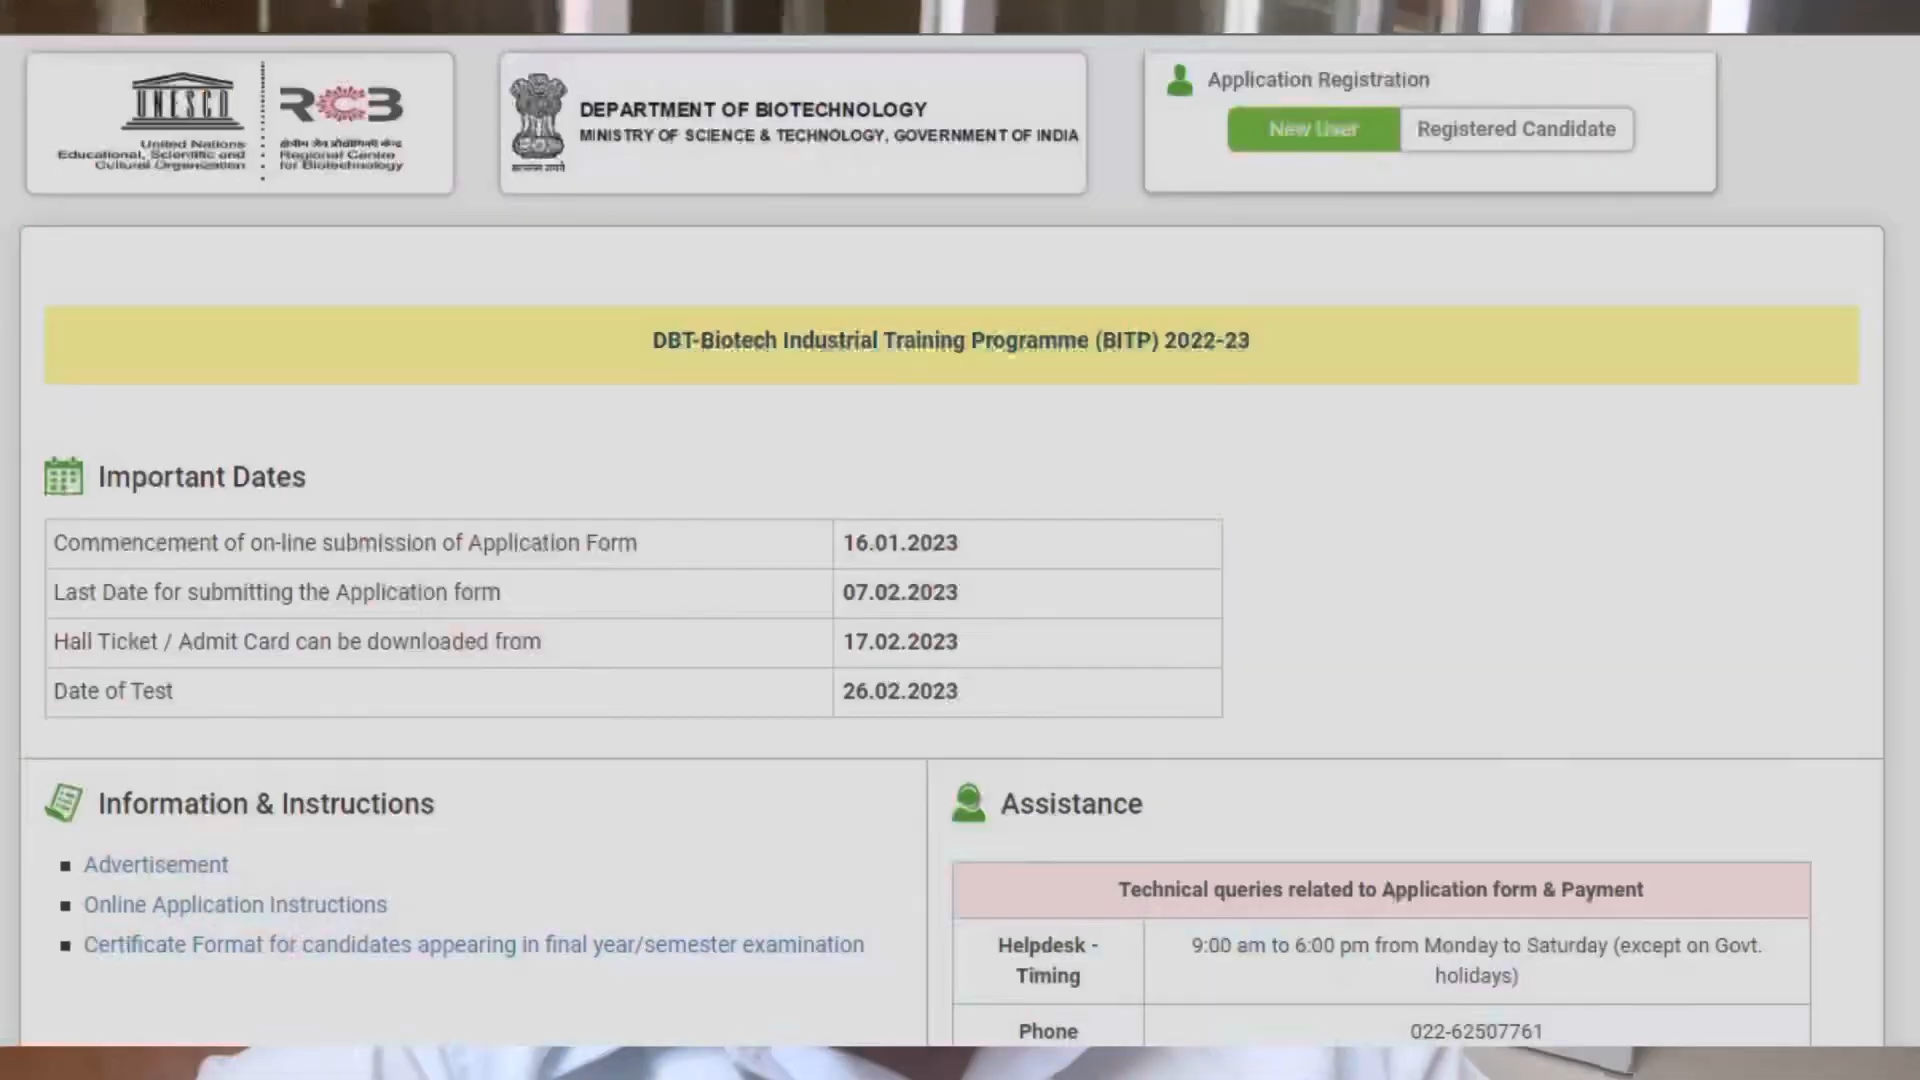 UNESCO
United Nations
Educational, Scientific and
Cultural Organization
RCB
Regional Centre
for Biotechnology
DEPARTMENT OF BIOTECHNOLOGY
MINISTRY OF SCIENCE & TECHNOLOGY, GOVERNMENT OF INDIA
Application Registration
New User
Registered Candidate
DBT-Biotech Industrial Training Programme (BITP) 2022-23
Important Dates
Commencement of on-line submission of Application Form 16.01.2023
Last Date for submitting the Application form 07.02.2023
Hall Ticket / Admit Card can be downloaded from 17.02.2023
Date of Test 26.02.2023
Information & Instructions
Advertisement
Online Application Instructions
Certificate Format for candidates appearing in final year/semester examination
Assistance
Technical queries related to Application form & Payment
Helpdesk -
Timing
9:00 am to 6:00 pm from Monday to Saturday (except on Govt.
holidays)
Phone 022-62507761